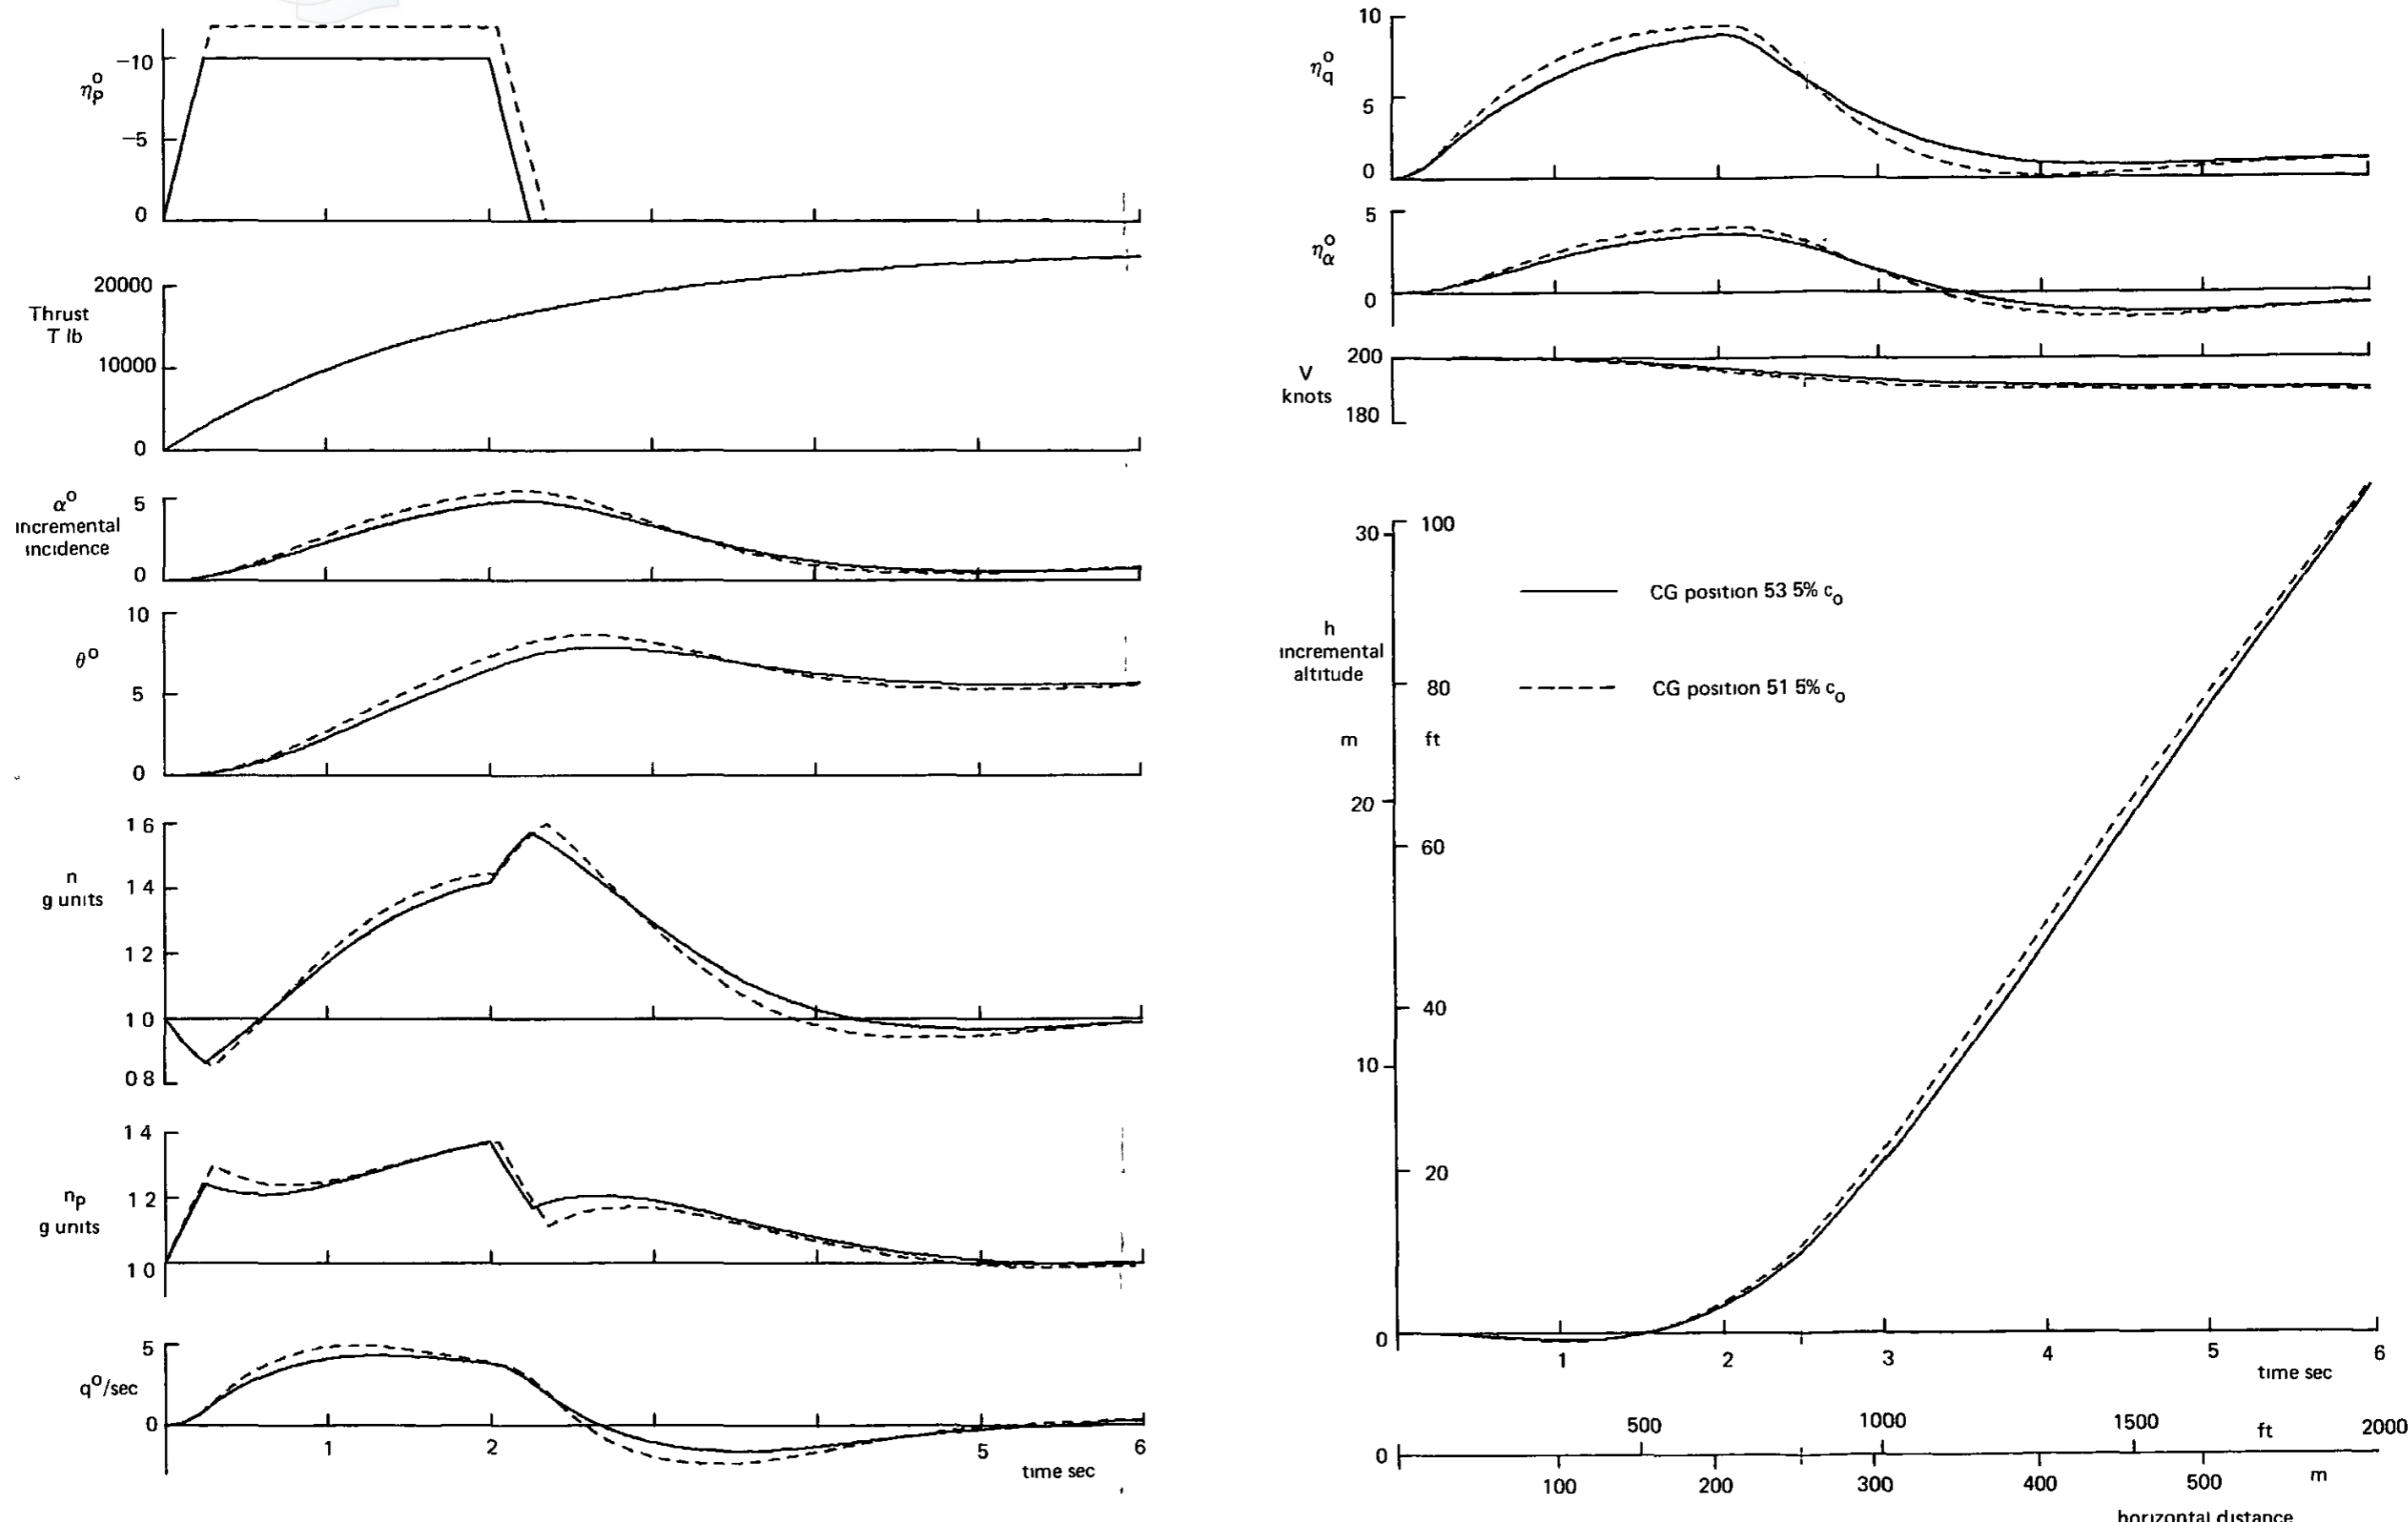 −10
η°p
−5
0
20000
Thrust
T lb
10000
0
α°
5
incremental
incidence
0
10
θ°
5
0
1 6
n
1 4
g units
1 2
1 0
0 8
1 4
np
1 2
g units
1 0
5
q°/sec
0
1 2 5 6
time sec
10
η°q
5
0
5
η°α
0
200
V
knots
180
30 100
CG position 53 5% co
h
incremental
altitude
80
CG position 51 5% co
m ft
20
60
40
10
20
0
1 2 3 4 5 6
time sec
500 1000 1500 ft 2000
0
100 200 300 400 500 m
horizontal distance